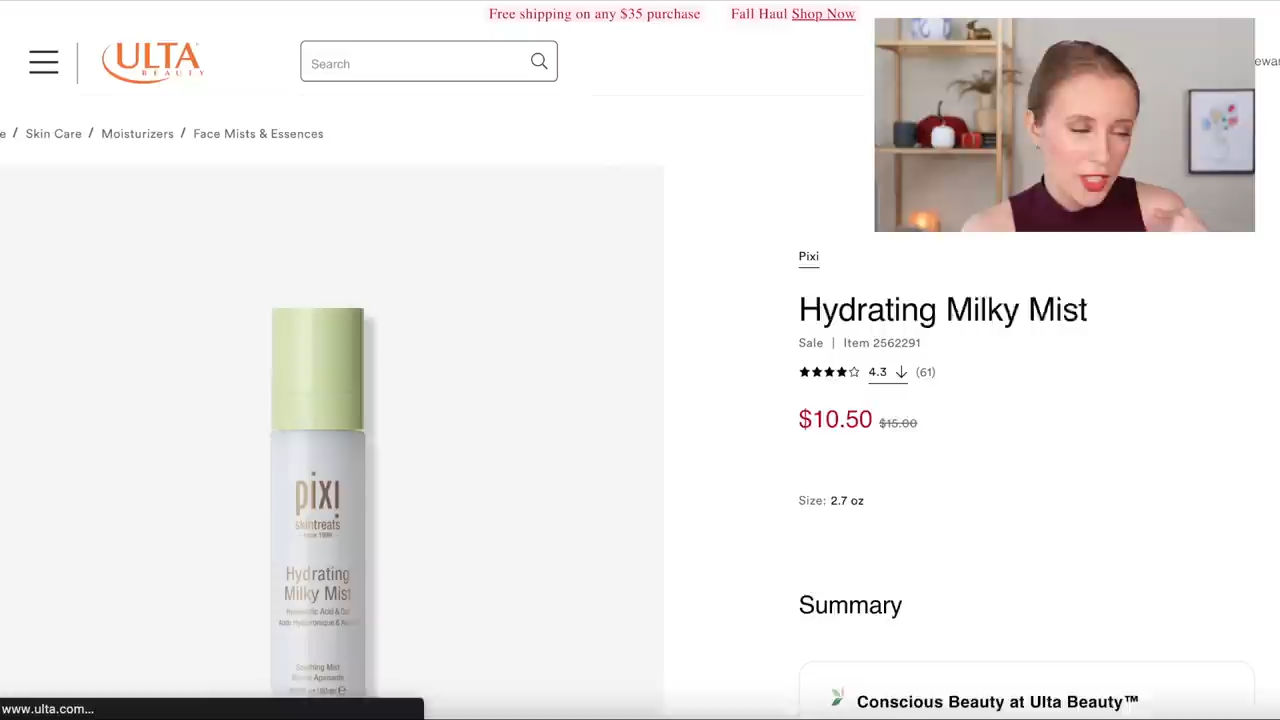 Free shipping on any $35 purchase Fall Haul Shop Now
ULTA
BEAUTY
Search
e / Skin Care / Moisturizers / Face Mists & Essences
Pixi
Hydrating Milky Mist
Sale | Item 2562291
4.3 (61)
$10.50 $15.00
Size: 2.7 oz
Summary
Conscious Beauty at Ulta Beauty™
pixi
skintreats
Hydrating
Milky Mist
Soothing Mist
www.ulta.com...